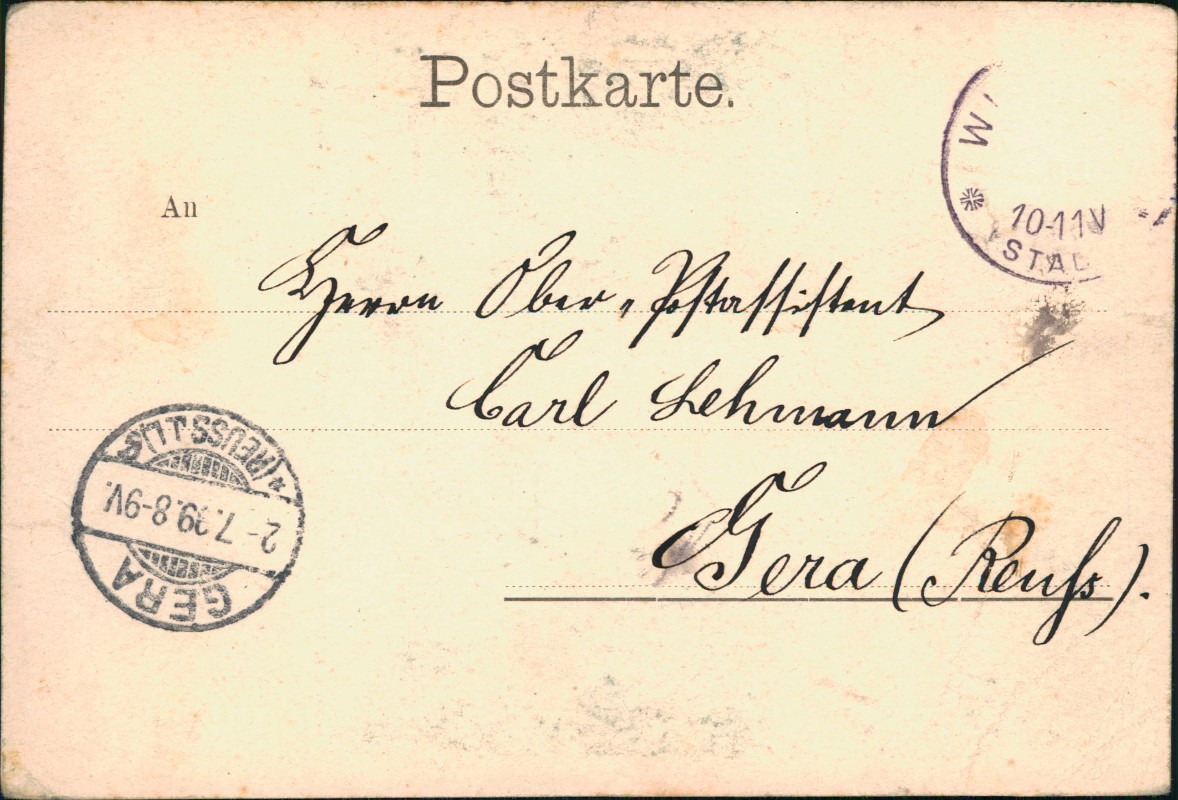 Postkarte.
W
10-11V
STAD
An
Herrn Ober-Postassistent
Carl Lehmann
Gera (Reuß).
GERA
2-7.99.8-9V.
* (REUSS J. L.) c